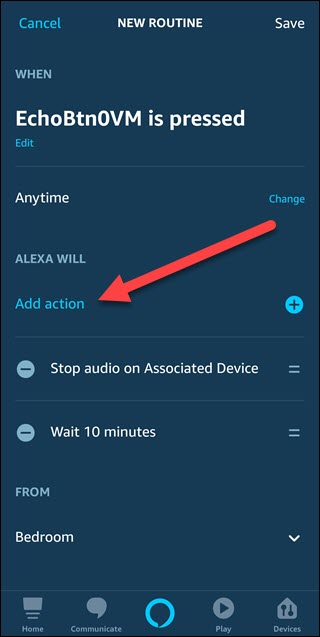 Cancel NEW ROUTINE Save
WHEN
EchoBtn0VM is pressed
Edit
Anytime Change
ALEXA WILL
Add action
Stop audio on Associated Device
Wait 10 minutes
FROM
Bedroom
Home Communicate Play Devices